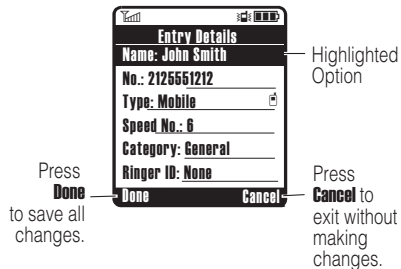 Entry Details
Name: John Smith
No.: 2125551212
Type: Mobile
Speed No.: 6
Category: General
Ringer ID: None
Done
Cancel
Highlighted
Option
Press
Done
to save all
changes.
Press
Cancel to
exit without
making
changes.